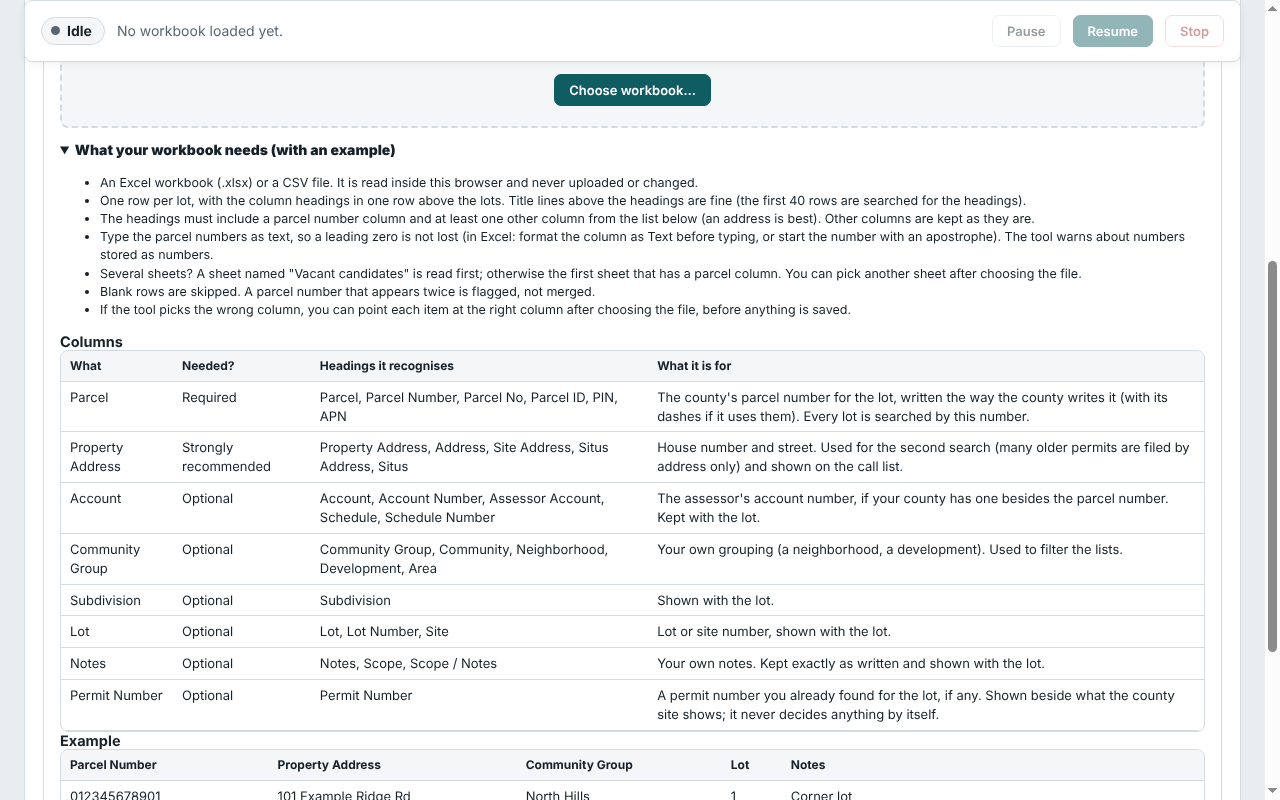 Idle No workbook loaded yet. Pause Resume Stop
Choose workbook...
▼ What your workbook needs (with an example)
• An Excel workbook (.xlsx) or a CSV file. It is read inside this browser and never uploaded or changed.
• One row per lot, with the column headings in one row above the lots. Title lines above the headings are fine (the first 40 rows are searched for the headings).
• The headings must include a parcel number column and at least one other column from the list below (an address is best). Other columns are kept as they are.
• Type the parcel numbers as text, so a leading zero is not lost (in Excel: format the column as Text before typing, or start the number with an apostrophe). The tool warns about numbers
stored as numbers.
• Several sheets? A sheet named "Vacant candidates" is read first; otherwise the first sheet that has a parcel column. You can pick another sheet after choosing the file.
• Blank rows are skipped. A parcel number that appears twice is flagged, not merged.
• If the tool picks the wrong column, you can point each item at the right column after choosing the file, before anything is saved.
Columns
What Needed? Headings it recognises What it is for
Parcel Required Parcel, Parcel Number, Parcel No, Parcel ID, PIN, The county's parcel number for the lot, written the way the county writes it (with its
APN dashes if it uses them). Every lot is searched by this number.
Property Strongly Property Address, Address, Site Address, Situs House number and street. Used for the second search (many older permits are filed by
Address recommended Address, Situs address only) and shown on the call list.
Account Optional Account, Account Number, Assessor Account, The assessor's account number, if your county has one besides the parcel number.
Schedule, Schedule Number Kept with the lot.
Community Optional Community Group, Community, Neighborhood, Your own grouping (a neighborhood, a development). Used to filter the lists.
Group Development, Area
Subdivision Optional Subdivision Shown with the lot.
Lot Optional Lot, Lot Number, Site Lot or site number, shown with the lot.
Notes Optional Notes, Scope, Scope / Notes Your own notes. Kept exactly as written and shown with the lot.
Permit Number Optional Permit Number A permit number you already found for the lot, if any. Shown beside what the county
site shows; it never decides anything by itself.
Example
Parcel Number Property Address Community Group Lot Notes
012345678901 101 Example Ridge Rd North Hills 1 Corner lot